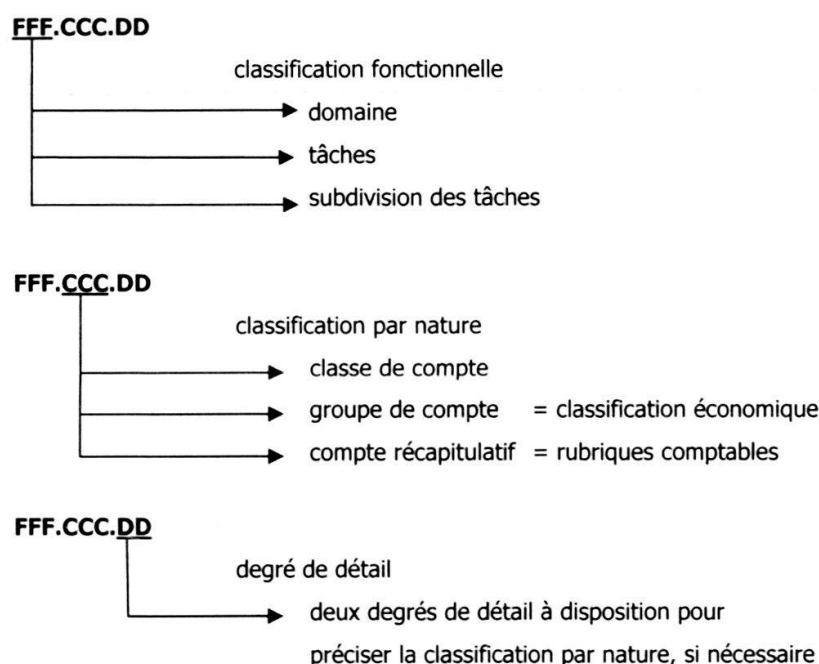 FFF.CCC.DD
classification fonctionnelle
domaine
tâches
subdivision des tâches
FFF.CCC.DD
classification par nature
classe de compte
groupe de compte = classification économique
compte récapitulatif = rubriques comptables
FFF.CCC.DD
degré de détail
deux degrés de détail à disposition pour
préciser la classification par nature, si nécessaire